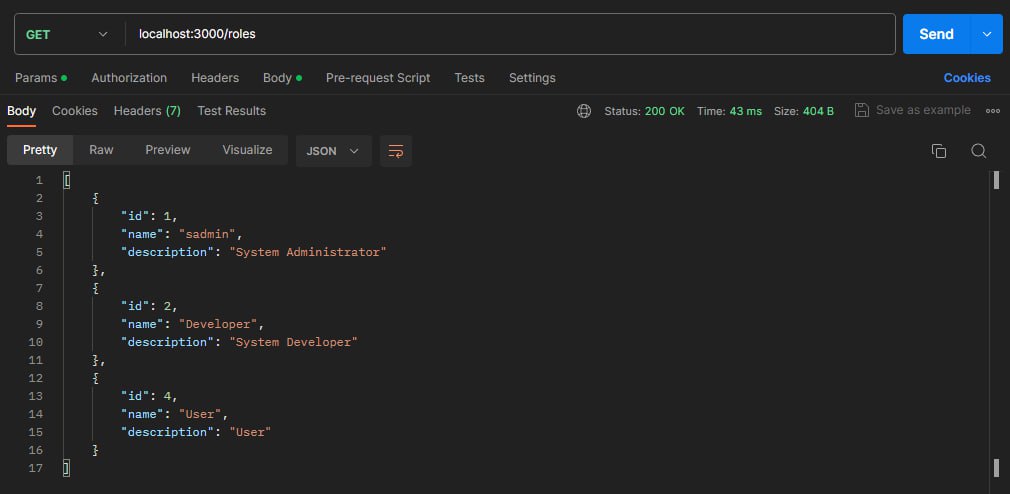 GET localhost:3000/roles Send
Params Authorization Headers Body Pre-request Script Tests Settings Cookies
Body Cookies Headers (7) Test Results Status: 200 OK Time: 43 ms Size: 404 B Save as example
Pretty Raw Preview Visualize JSON
1 [
2 {
3 "id": 1,
4 "name": "sadmin",
5 "description": "System Administrator"
6 },
7 {
8 "id": 2,
9 "name": "Developer",
10 "description": "System Developer"
11 },
12 {
13 "id": 4,
14 "name": "User",
15 "description": "User"
16 }
17 ]